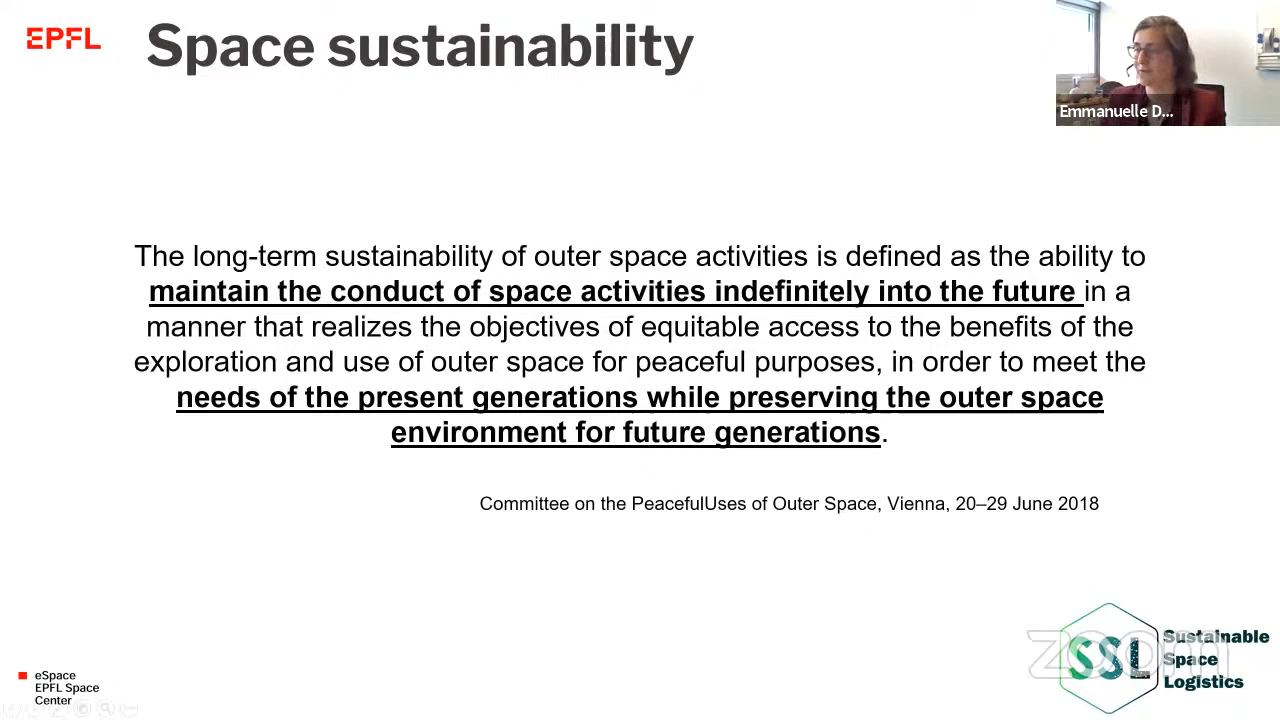 EPFL
Space sustainability
Emmanuelle D...
The long-term sustainability of outer space activities is defined as the ability to
maintain the conduct of space activities indefinitely into the future in a
manner that realizes the objectives of equitable access to the benefits of the
exploration and use of outer space for peaceful purposes, in order to meet the
needs of the present generations while preserving the outer space
environment for future generations.
Committee on the PeacefulUses of Outer Space, Vienna, 20–29 June 2018
SSL
zoom
Sustainable
Space
Logistics
eSpace
EPFL Space
Center